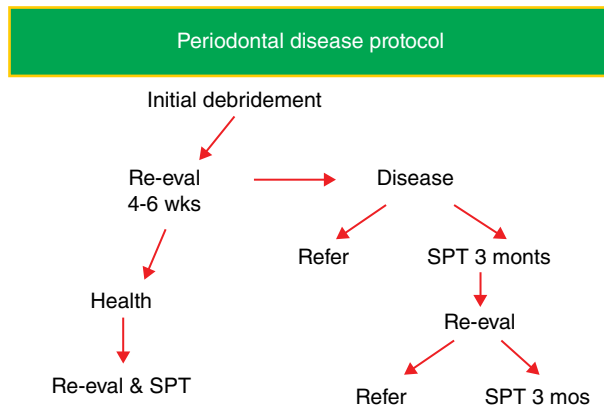 Periodontal disease protocol
Initial debridement
Re-eval
4-6 wks
Disease
Refer
SPT 3 monts
Health
Re-eval
Re-eval & SPT
Refer
SPT 3 mos